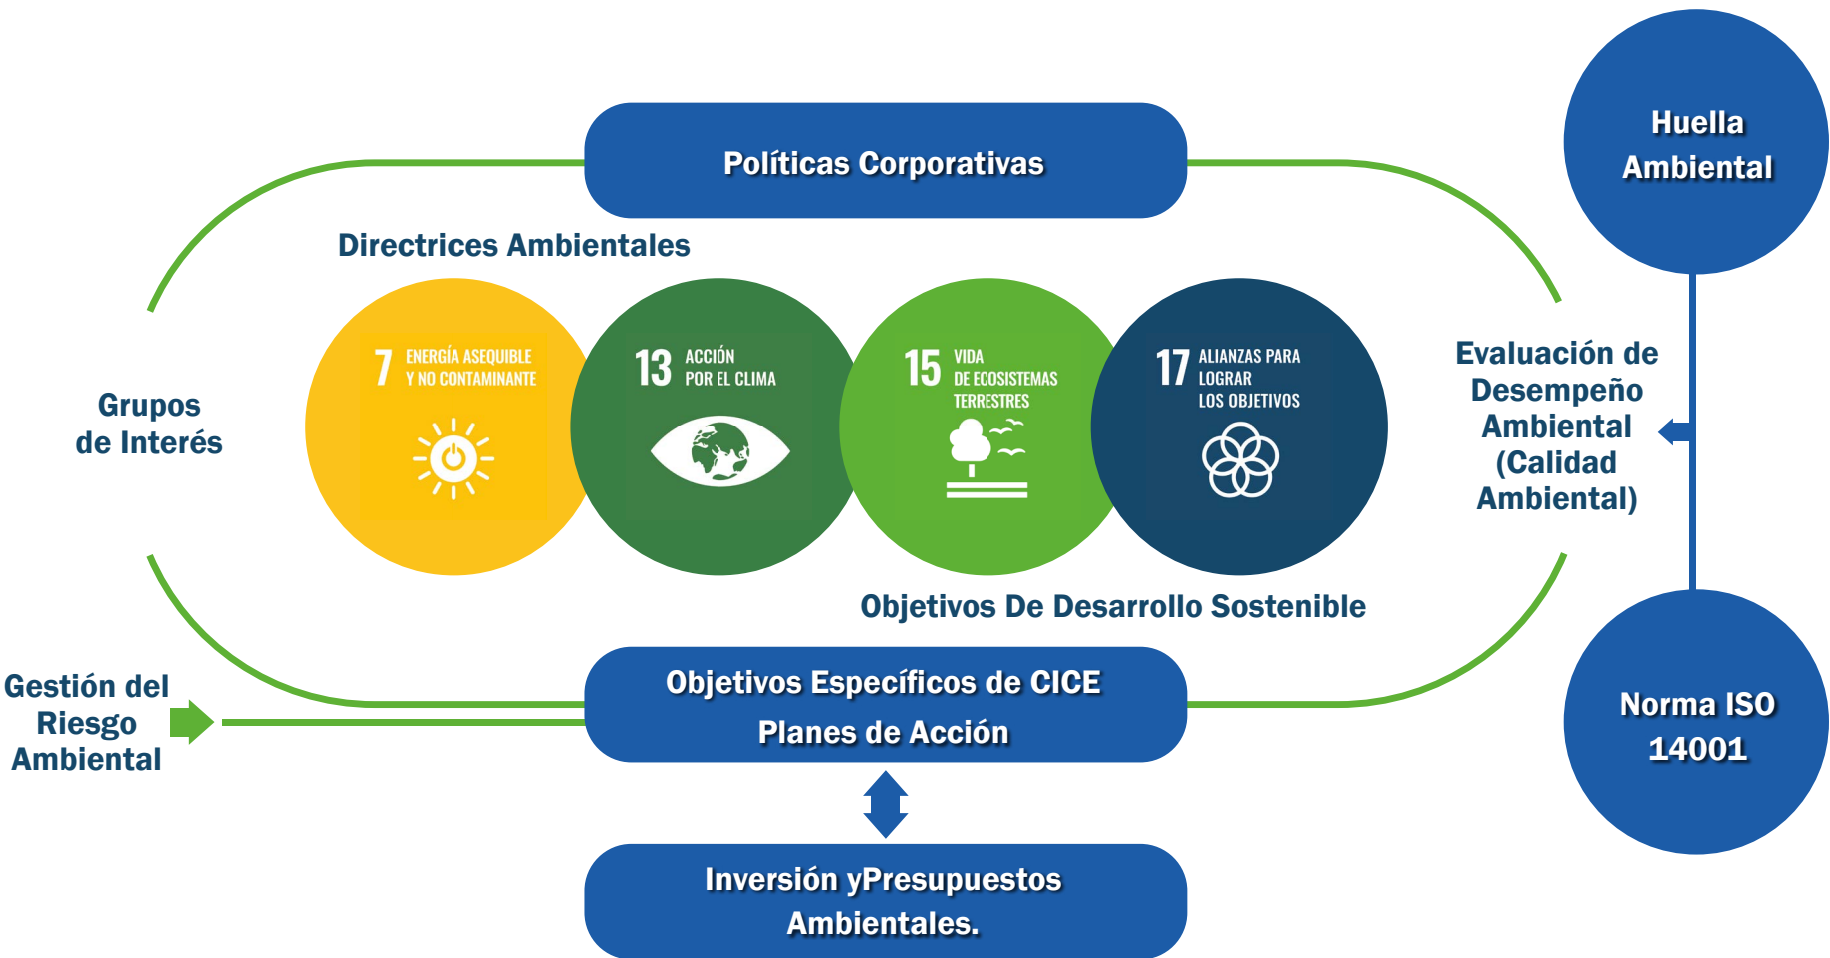 Políticas Corporativas
Huella
Ambiental
Directrices Ambientales
7 ENERGÍA ASEQUIBLE
Y NO CONTAMINANTE
13 ACCIÓN
POR EL CLIMA
15 VIDA
DE ECOSISTEMAS
TERRESTRES
17 ALIANZAS PARA
LOGRAR
LOS OBJETIVOS
Grupos
de Interés
Evaluación de
Desempeño
Ambiental
(Calidad
Ambiental)
Objetivos De Desarrollo Sostenible
Gestión del
Riesgo
Ambiental
Objetivos Específicos de CICE
Planes de Acción
Norma ISO
14001
Inversión yPresupuestos
Ambientales.